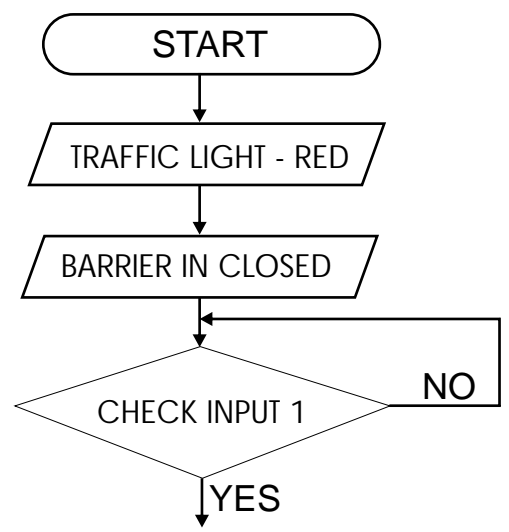 START
TRAFFIC LIGHT - RED
BARRIER IN CLOSED
CHECK INPUT 1
NO
YES